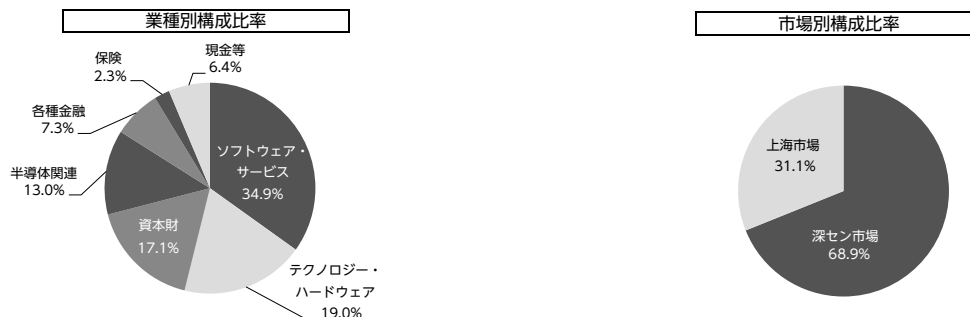 業種別構成比率
現金等
6.4%
保険
2.3%
各種金融
7.3%
半導体関連
13.0%
資本財
17.1%
ソフトウェア・
サービス
34.9%
テクノロジー・
ハードウェア
19.0%
市場別構成比率
上海市場
31.1%
深セン市場
68.9%